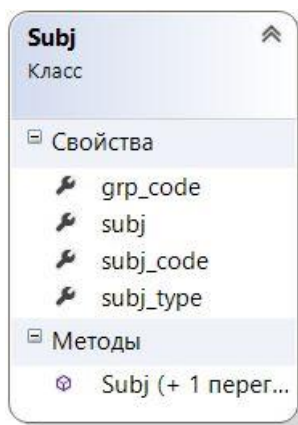 Subj
Класс
Свойства
grp_code
subj
subj_code
subj_type
Методы
Subj (+ 1 перег...